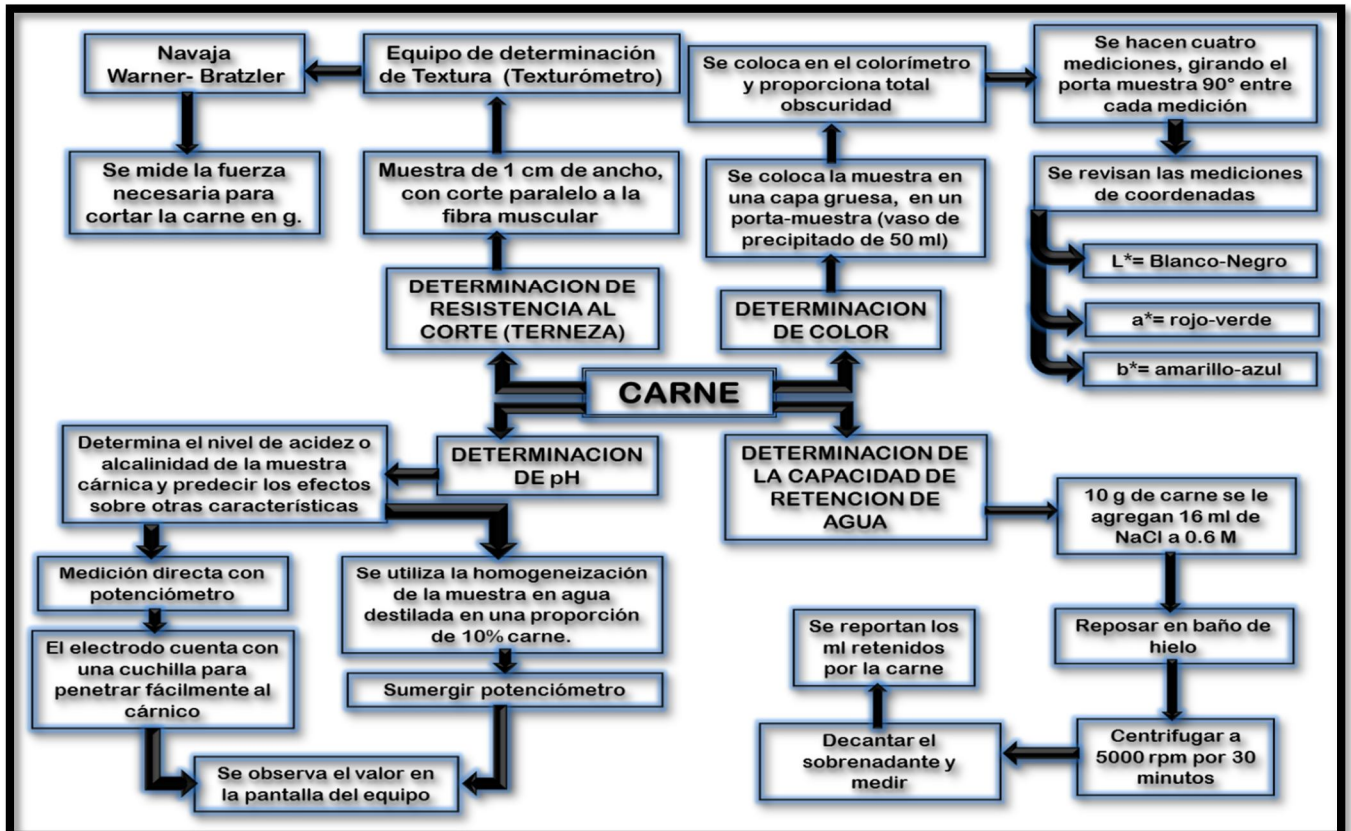 Navaja
Warner- Bratzler
Equipo de determinación
de Textura (Texturómetro)
Se coloca en el colorímetro
y proporciona total
obscuridad
Se hacen cuatro
mediciones, girando el
porta muestra 90° entre
cada medición
Se mide la fuerza
necesaria para
cortar la carne en g.
Muestra de 1 cm de ancho,
con corte paralelo a la
fibra muscular
Se coloca la muestra en
una capa gruesa, en un
porta-muestra (vaso de
precipitado de 50 ml)
Se revisan las mediciones
de coordenadas
L*= Blanco-Negro
a*= rojo-verde
b*= amarillo-azul
DETERMINACION DE
RESISTENCIA AL
CORTE (TERNEZA)
DETERMINACION
DE COLOR
CARNE
Determina el nivel de acidez o
alcalinidad de la muestra
cárnica y predecir los efectos
sobre otras características
DETERMINACION
DE pH
DETERMINACION DE
LA CAPACIDAD DE
RETENCION DE
AGUA
10 g de carne se le
agregan 16 ml de
NaCl a 0.6 M
Medición directa con
potenciómetro
Se utiliza la homogeneización
de la muestra en agua
destilada en una proporción
de 10% carne.
Se reportan los
ml retenidos
por la carne
Reposar en baño de
hielo
El electrodo cuenta con
una cuchilla para
penetrar fácilmente al
cárnico
Sumergir potenciómetro
Decantar el
sobrenadante y
medir
Centrifugar a
5000 rpm por 30
minutos
Se observa el valor en
la pantalla del equipo